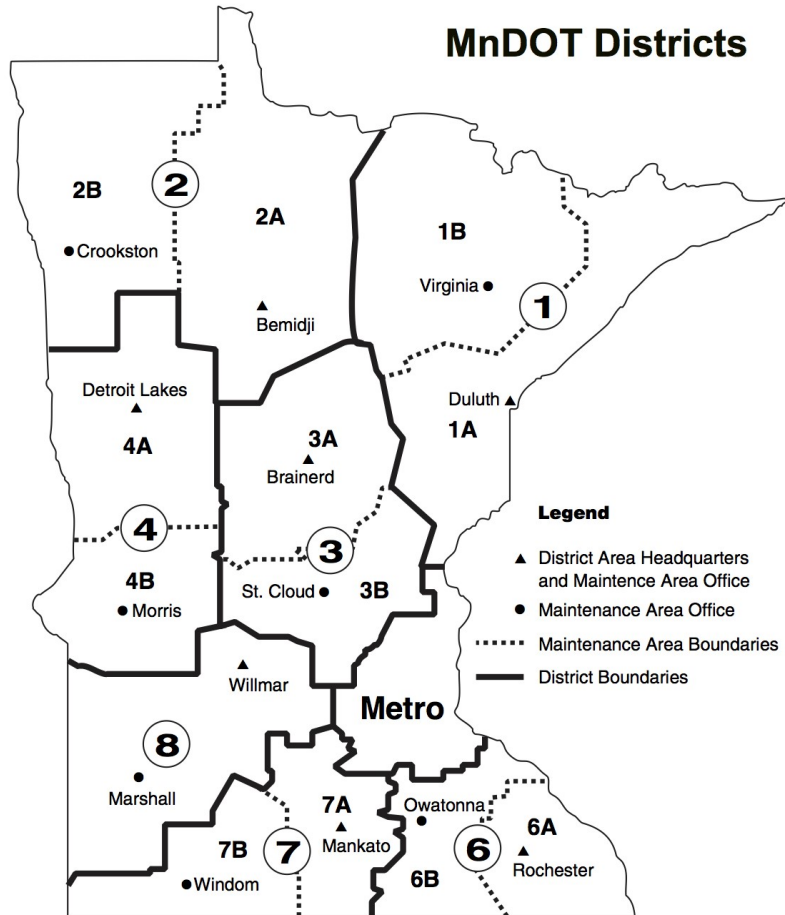 MnDOT Districts
2
2B
2A
1B
Crookston
Virginia
1
Bemidji
Detroit Lakes
Duluth
4A
3A
1A
Brainerd
Legend
4
3
District Area Headquarters
and Maintence Area Office
4B
St. Cloud
3B
Morris
Maintenance Area Office
Maintenance Area Boundaries
Willmar
District Boundaries
Metro
8
Marshall
7A
Owatonna
6A
Mankato
7B
7
6
Rochester
6B
Windom